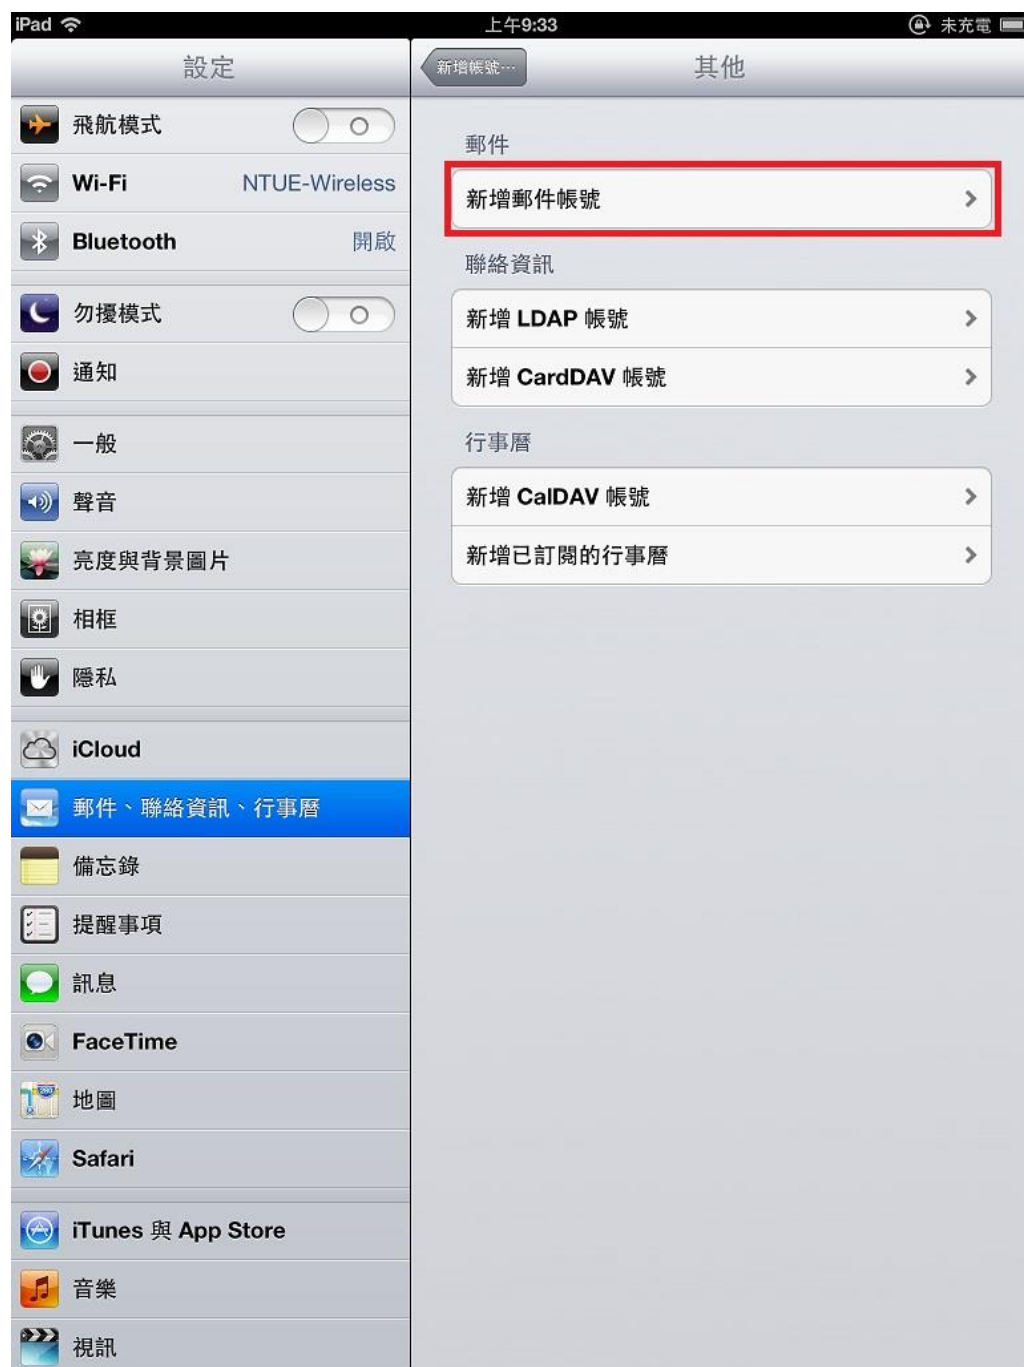 iPad 上午9:33 未充電
設定
飛航模式
Wi-Fi NTUE-Wireless
Bluetooth 開啟
勿擾模式
通知
一般
聲音
亮度與背景圖片
相框
隱私
iCloud
郵件、聯絡資訊、行事曆
備忘錄
提醒事項
訊息
FaceTime
地圖
Safari
iTunes 與 App Store
音樂
視訊
新增帳號⋯ 其他
郵件
新增郵件帳號
聯絡資訊
新增 LDAP 帳號
新增 CardDAV 帳號
行事曆
新增 CalDAV 帳號
新增已訂閱的行事曆